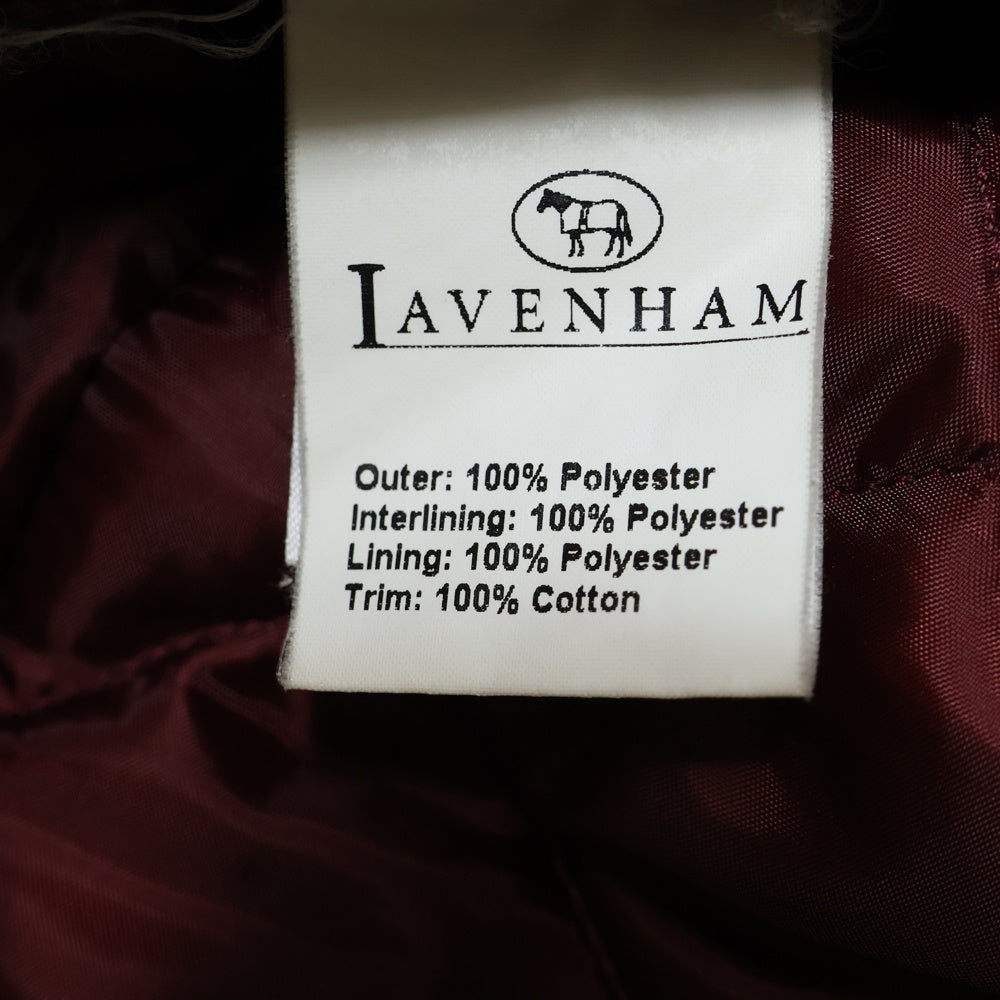 LAVENHAM
Outer: 100% Polyester
Interlining: 100% Polyester
Lining: 100% Polyester
Trim: 100% Cotton